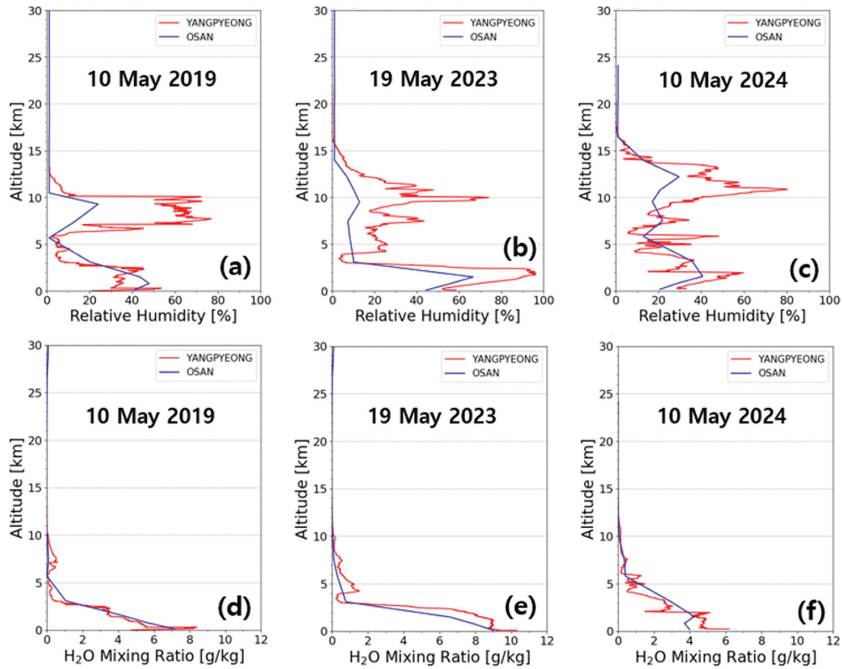 30
25
20
15
10
5
0
Altitude [km]
YANGPYEONG
OSAN
10 May 2019
(a)
0 20 40 60 80 100
Relative Humidity [%]
30
25
20
15
10
5
0
Altitude [km]
YANGPYEONG
OSAN
19 May 2023
(b)
0 20 40 60 80 100
Relative Humidity [%]
30
25
20
15
10
5
0
Altitude [km]
YANGPYEONG
OSAN
10 May 2024
(c)
0 20 40 60 80 100
Relative Humidity [%]
30
25
20
15
10
5
0
Altitude [km]
YANGPYEONG
OSAN
10 May 2019
(d)
0 2 4 6 8 10 12
H₂O Mixing Ratio [g/kg]
30
25
20
15
10
5
0
Altitude [km]
YANGPYEONG
OSAN
19 May 2023
(e)
0 2 4 6 8 10 12
H₂O Mixing Ratio [g/kg]
30
25
20
15
10
5
0
Altitude [km]
YANGPYEONG
OSAN
10 May 2024
(f)
0 2 4 6 8 10 12
H₂O Mixing Ratio [g/kg]